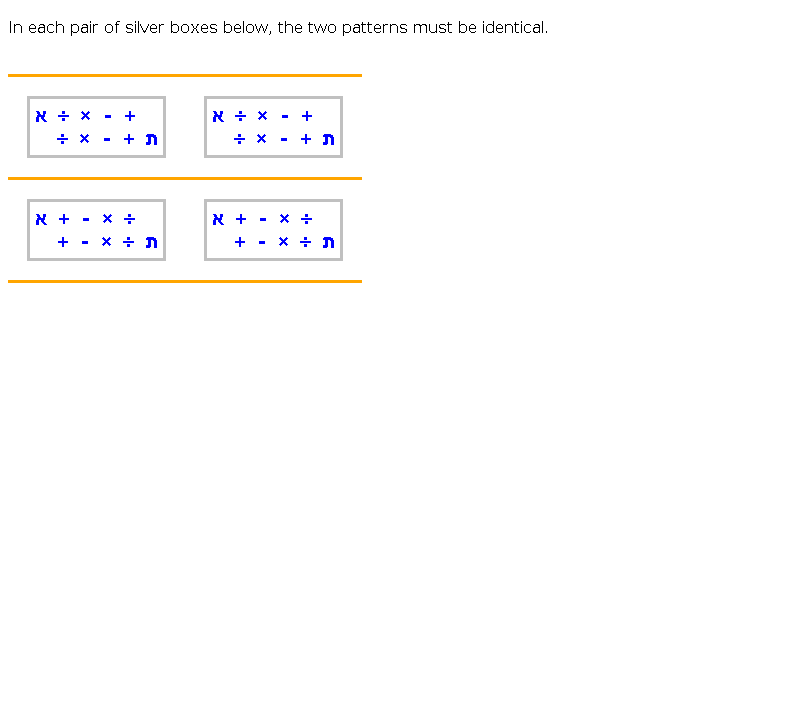 In each pair of silver boxes below, the two patterns must be identical.
א ÷ × - +
÷ × - + ת
א ÷ × - +
÷ × - + ת
א + - × ÷
+ - × ÷ ת
א + - × ÷
+ - × ÷ ת